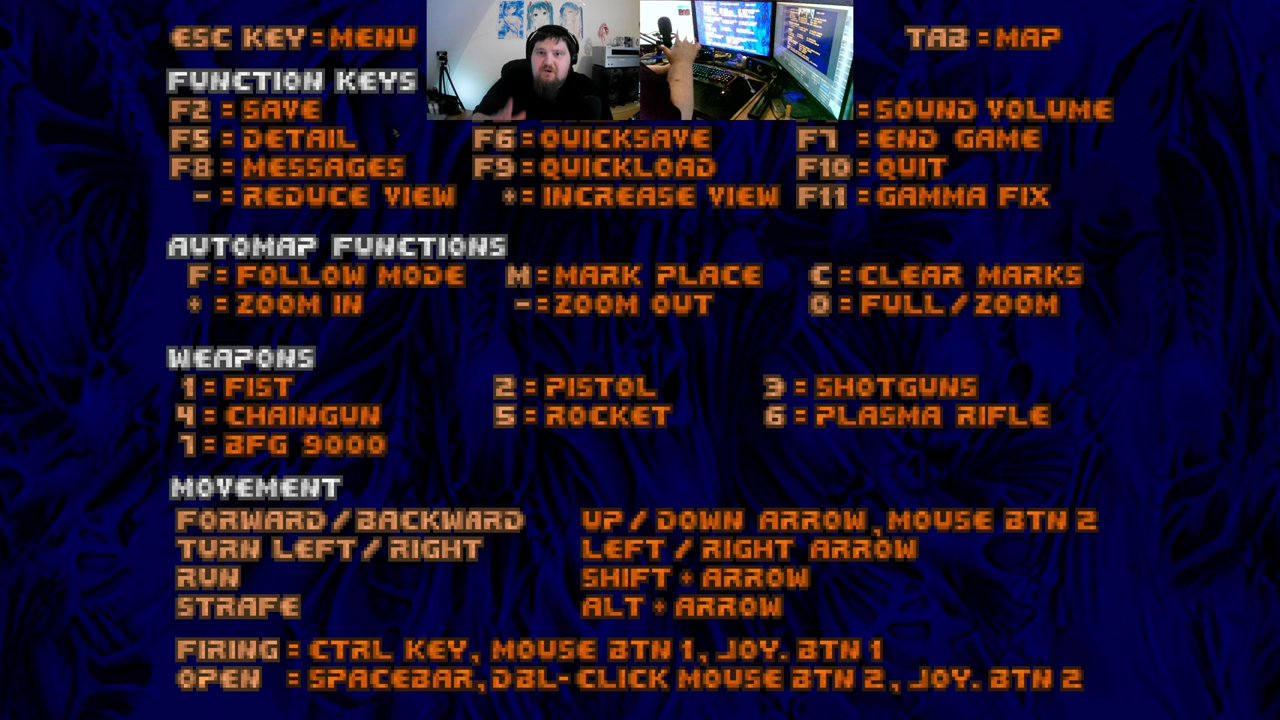 ESC KEY = MENU TAB = MAP
FUNCTION KEYS
F2 = SAVE = SOUND VOLUME
F5 = DETAIL F6 = QUICKSAVE F7 = END GAME
F8 = MESSAGES F9 = QUICKLOAD F10 = QUIT
- = REDUCE VIEW + = INCREASE VIEW F11 = GAMMA FIX
AUTOMAP FUNCTIONS
F = FOLLOW MODE M = MARK PLACE C = CLEAR MARKS
+ = ZOOM IN - = ZOOM OUT 0 = FULL/ZOOM
WEAPONS
1 = FIST 2 = PISTOL 3 = SHOTGUNS
4 = CHAINGUN 5 = ROCKET 6 = PLASMA RIFLE
7 = BFG 9000
MOVEMENT
FORWARD/BACKWARD UP/DOWN ARROW, MOUSE BTN 2
TURN LEFT/RIGHT LEFT/RIGHT ARROW
RUN SHIFT + ARROW
STRAFE ALT + ARROW
FIRING = CTRL KEY, MOUSE BTN 1, JOY. BTN 1
OPEN = SPACEBAR, DBL-CLICK MOUSE BTN 2, JOY. BTN 2